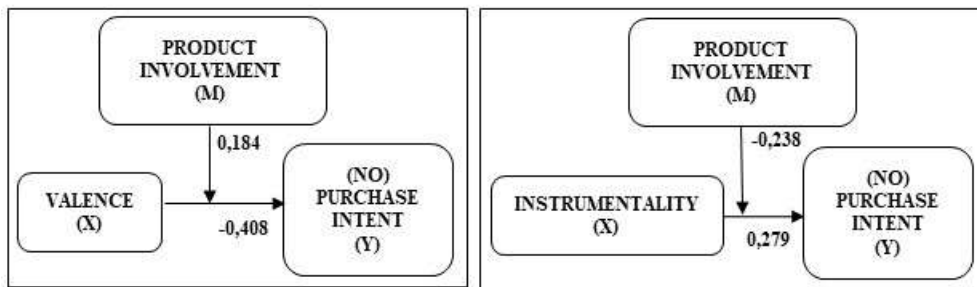 PRODUCT
INVOLVEMENT
(M)
0,184
VALENCE
(X)
-0,408
(NO)
PURCHASE
INTENT
(Y)
PRODUCT
INVOLVEMENT
(M)
-0,238
INSTRUMENTALITY
(X)
0,279
(NO)
PURCHASE
INTENT
(Y)